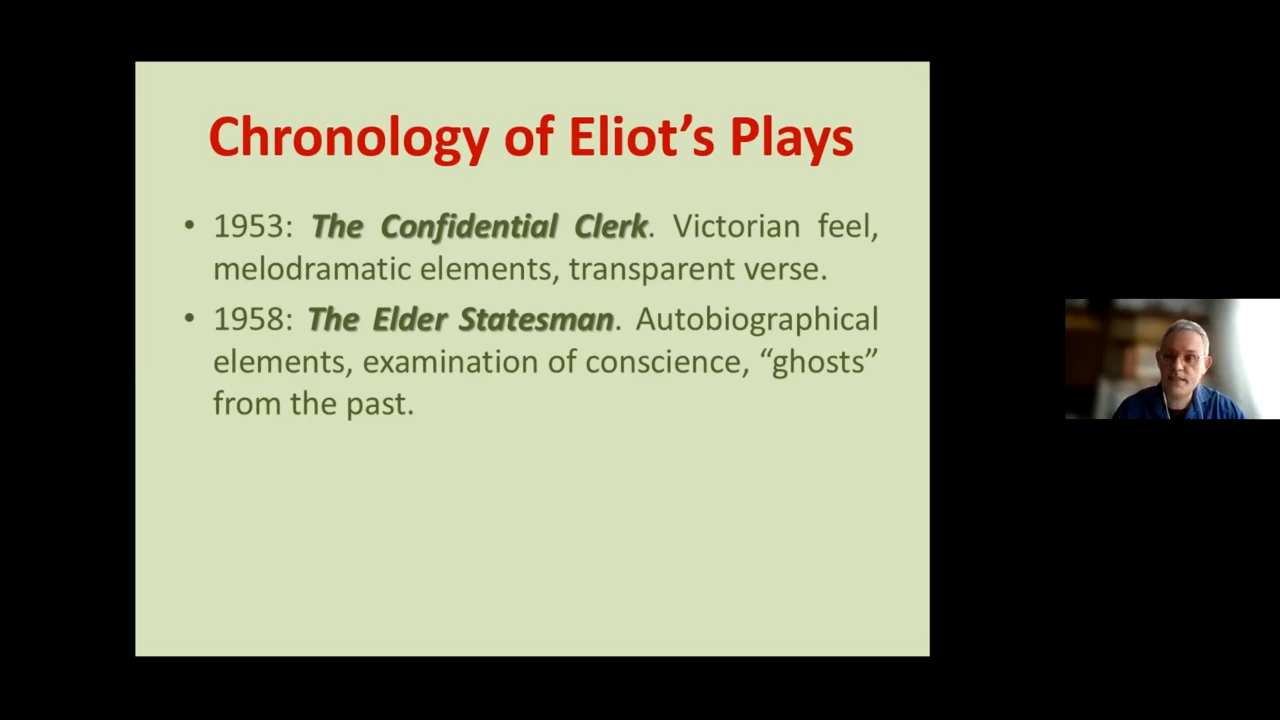 Chronology of Eliot’s Plays
• 1953: The Confidential Clerk. Victorian feel,
melodramatic elements, transparent verse.
• 1958: The Elder Statesman. Autobiographical
elements, examination of conscience, “ghosts”
from the past.